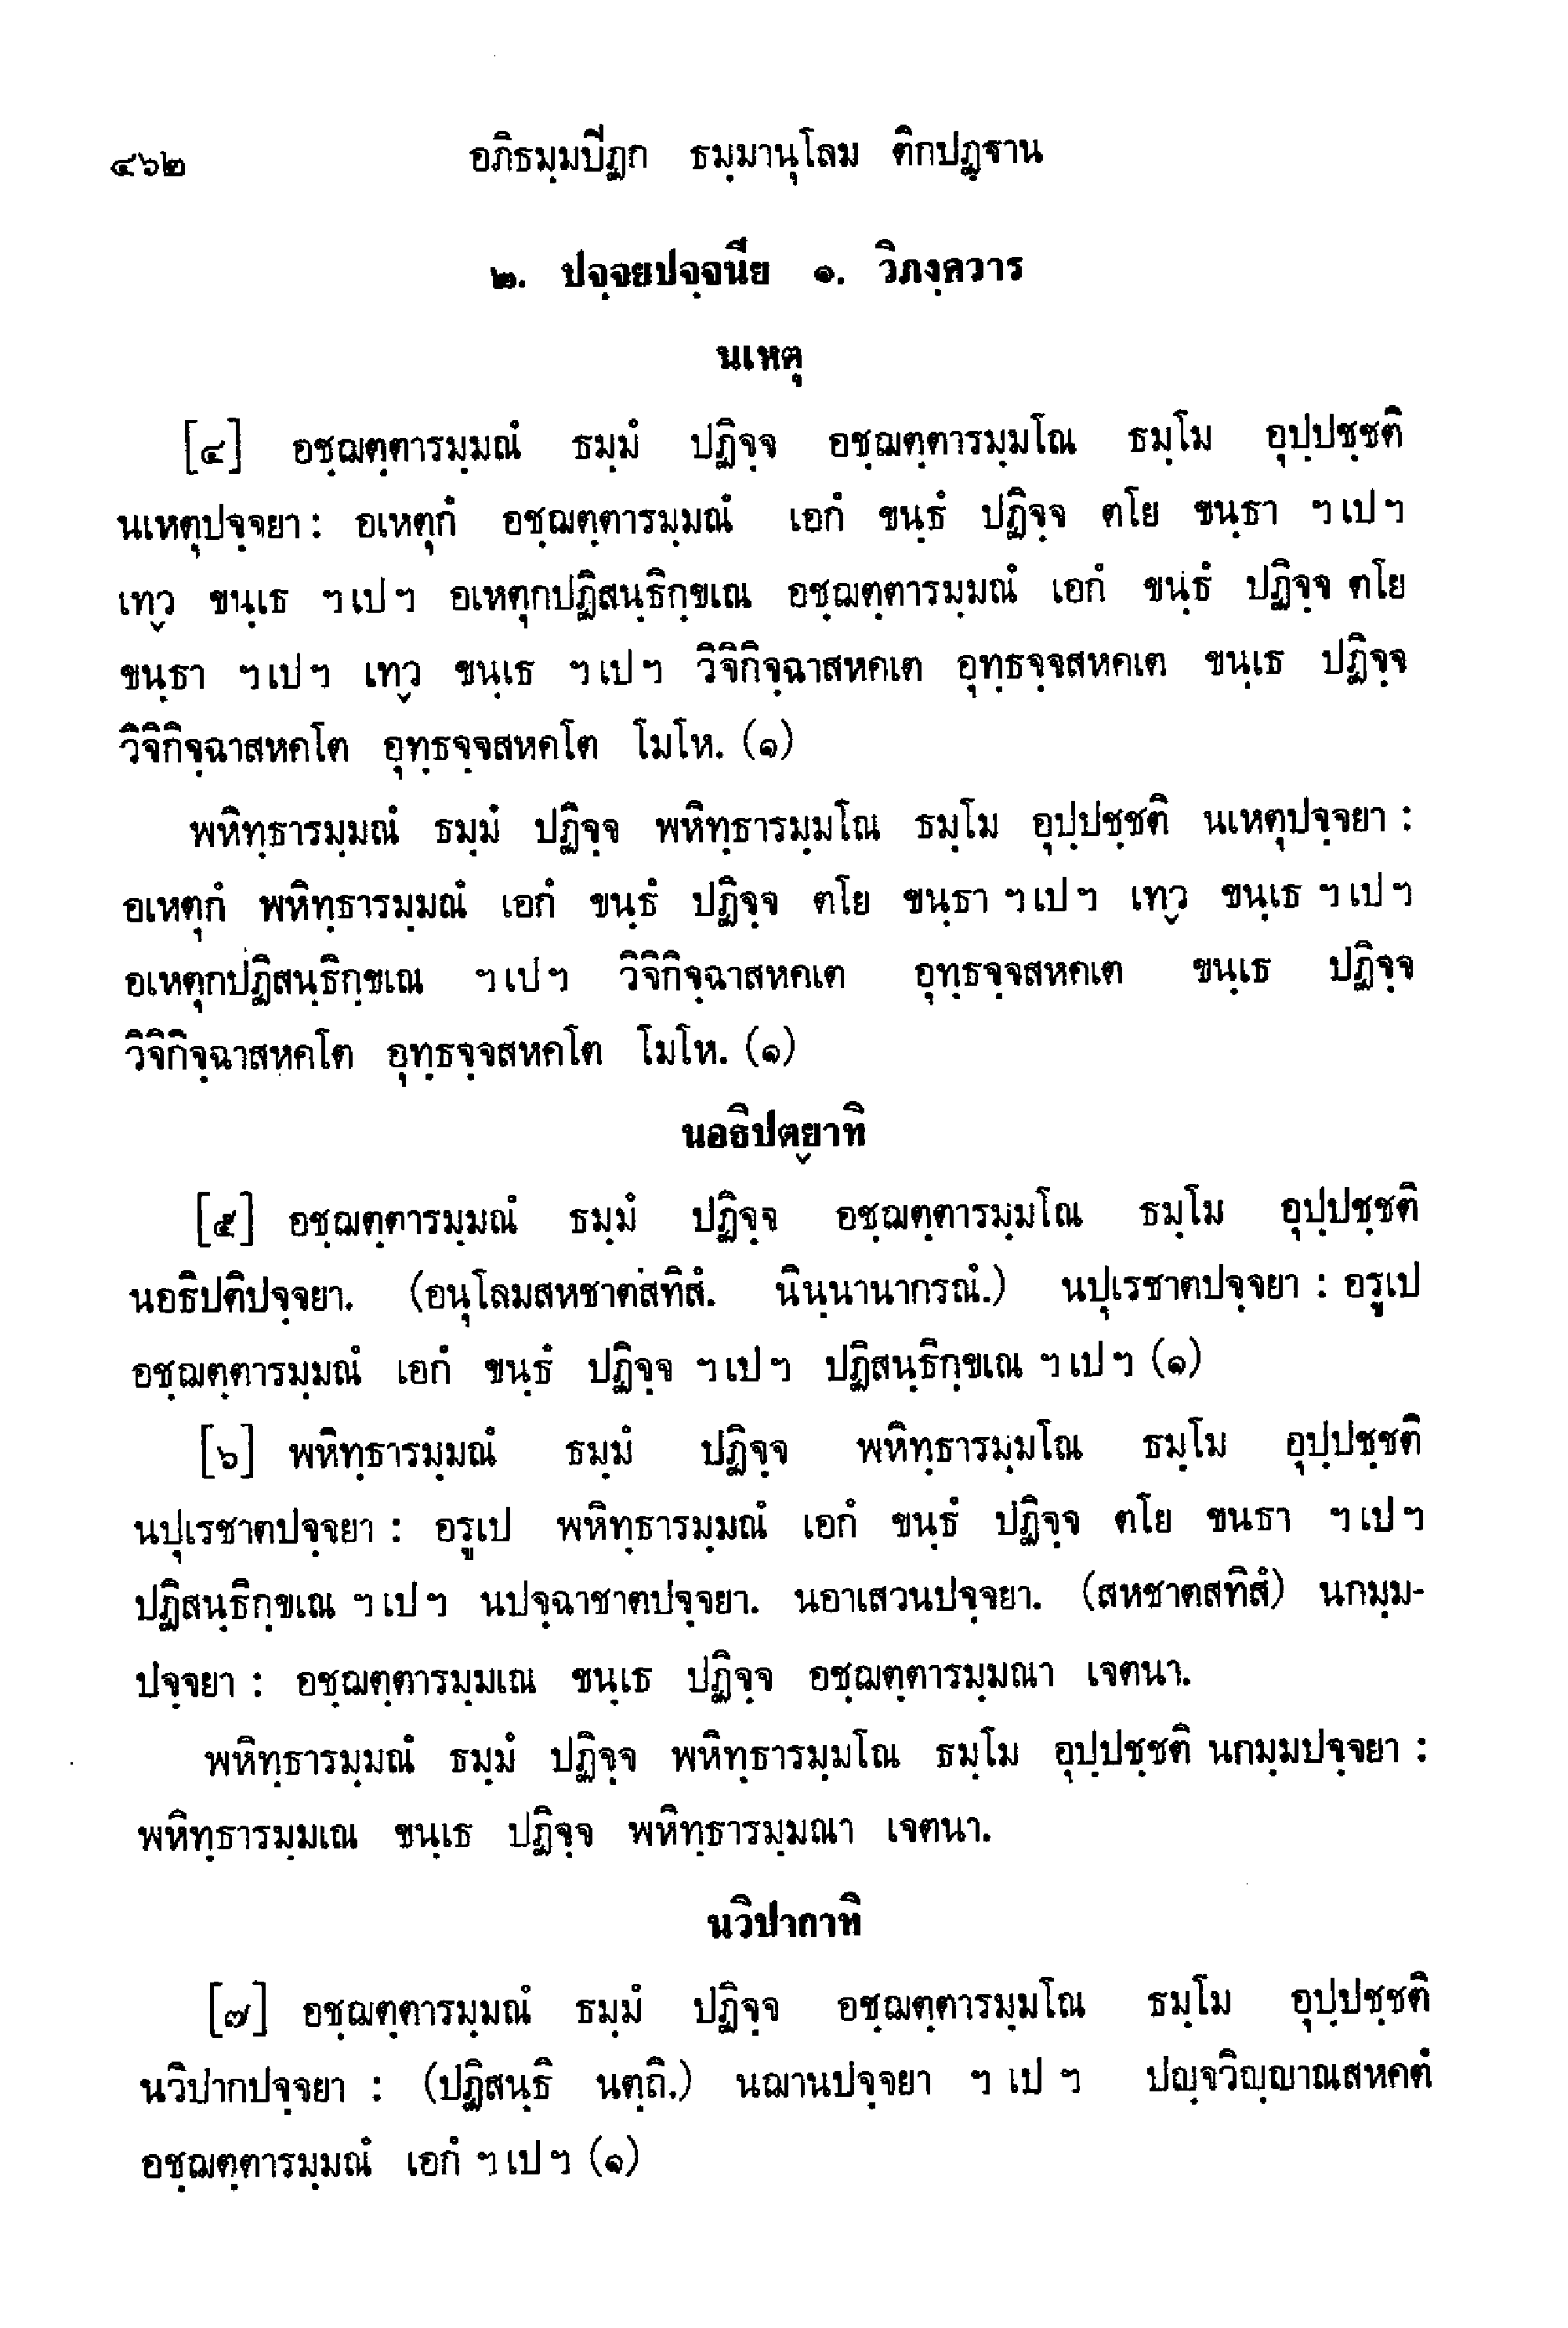 ๔๖๒ อภิธมฺมปีฏก ธมฺมานุโลม ติกปฏฺฐาน
๒. ปจฺจยปจฺจนีย ๑. วิภงฺควาร
นเหตุ
[๔] อชฺฌตฺตารมฺมณํ ธมฺมํ ปฏิจฺจ อชฺฌตฺตารมฺมโณ ธมฺโม อุปฺปชฺชติ
นเหตุปจฺจยา : อเหตุกํ อชฺฌตฺตารมฺมณํ เอกํ ขนฺธํ ปฏิจฺจ ตโย ขนฺธา ฯ เป ฯ
เทฺว ขนฺเธ ฯ เป ฯ อเหตุกปฏิสนฺธิกฺขเณ อชฺฌตฺตารมฺมณํ เอกํ ขนฺธํ ปฏิจฺจ ตโย
ขนฺธา ฯ เป ฯ เทฺว ขนฺเธ ฯ เป ฯ วิจิกิจฺฉาสหคเต อุทฺธจฺจสหคเต ขนฺเธ ปฏิจฺจ
วิจิกิจฺฉาสหคโต อุทฺธจฺจสหคโต โมโห. (๑)
พหิทฺธารมฺมณํ ธมฺมํ ปฏิจฺจ พหิทฺธารมฺมโณ ธมฺโม อุปฺปชฺชติ นเหตุปจฺจยา :
อเหตุกํ พหิทฺธารมฺมณํ เอกํ ขนฺธํ ปฏิจฺจ ตโย ขนฺธา ฯ เป ฯ เทฺว ขนฺเธ ฯ เป ฯ
อเหตุกปฏิสนฺธิกฺขเณ ฯ เป ฯ วิจิกิจฺฉาสหคเต อุทฺธจฺจสหคเต ขนฺเธ ปฏิจฺจ
วิจิกิจฺฉาสหคโต อุทฺธจฺจสหคโต โมโห. (๑)
นอธิปตฺยาทิ
[๕] อชฺฌตฺตารมฺมณํ ธมฺมํ ปฏิจฺจ อชฺฌตฺตารมฺมโณ ธมฺโม อุปฺปชฺชติ
นอธิปติปจฺจยา. (อนุโลมสหชาตสทิสํ. นินฺนานากรณํ.) นปุเรชาตปจฺจยา : อรูเป
อชฺฌตฺตารมฺมณํ เอกํ ขนฺธํ ปฏิจฺจ ฯ เป ฯ ปฏิสนฺธิกฺขเณ ฯ เป ฯ (๑)
[๖] พหิทฺธารมฺมณํ ธมฺมํ ปฏิจฺจ พหิทฺธารมฺมโณ ธมฺโม อุปฺปชฺชติ
นปุเรชาตปจฺจยา : อรูเป พหิทฺธารมฺมณํ เอกํ ขนฺธํ ปฏิจฺจ ตโย ขนธา ฯ เป ฯ
ปฏิสนฺธิกฺขเณ ฯ เป ฯ นปจฺฉาชาตปจฺจยา. นอาเสวนปจฺจยา. (สหชาตสทิสํ) นกมฺม-
ปจฺจยา : อชฺฌตฺตารมฺมเณ ขนฺเธ ปฏิจฺจ อชฺฌตฺตารมฺมณา เจตนา.
พหิทฺธารมฺมณํ ธมฺมํ ปฏิจฺจ พหิทฺธารมฺมโณ ธมฺโม อุปฺปชฺชติ นกมฺมปจฺจยา :
พหิทฺธารมฺมเณ ขนฺเธ ปฏิจฺจ พหิทฺธารมฺมณา เจตนา.
นวิปากาทิ
[๗] อชฺฌตฺตารมฺมณํ ธมฺมํ ปฏิจฺจ อชฺฌตฺตารมฺมโณ ธมฺโม อุปฺปชฺชติ
นวิปากปจฺจยา : (ปฏิสนฺธิ นตฺถิ.) นฌานปจฺจยา ฯ เป ฯ ปญฺจวิญฺญาณสหคตํ
อชฺฌตฺตารมฺมณํ เอกํ ฯ เป ฯ (๑)